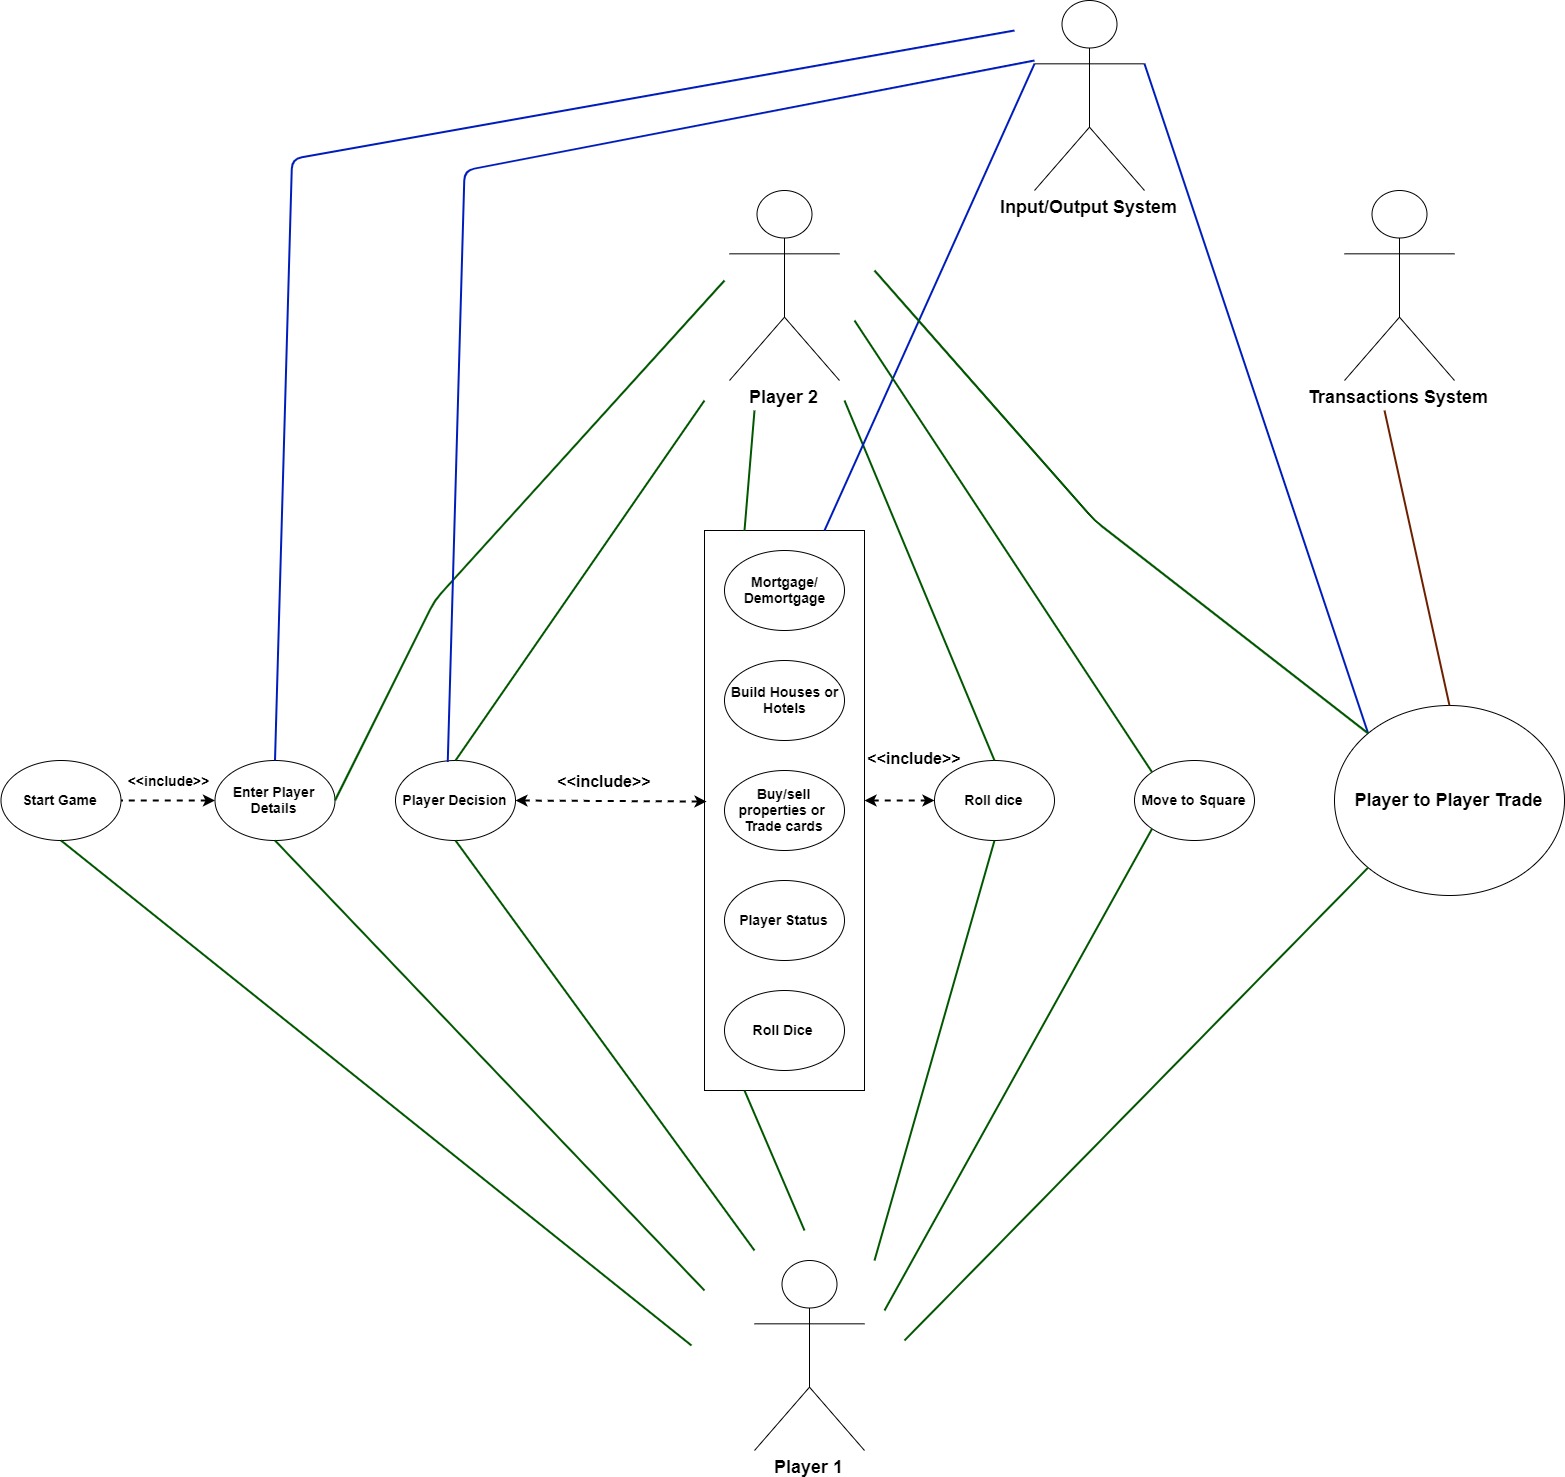 Input/Output System
Player 2
Transactions System
Mortgage/
Demortgage
Build Houses or
Hotels
Start Game
<<include>>
Enter Player
Details
Player Decision
<<include>>
Buy/sell
properties or
Trade cards
<<include>>
Roll dice
Move to Square
Player to Player Trade
Player Status
Roll Dice
Player 1